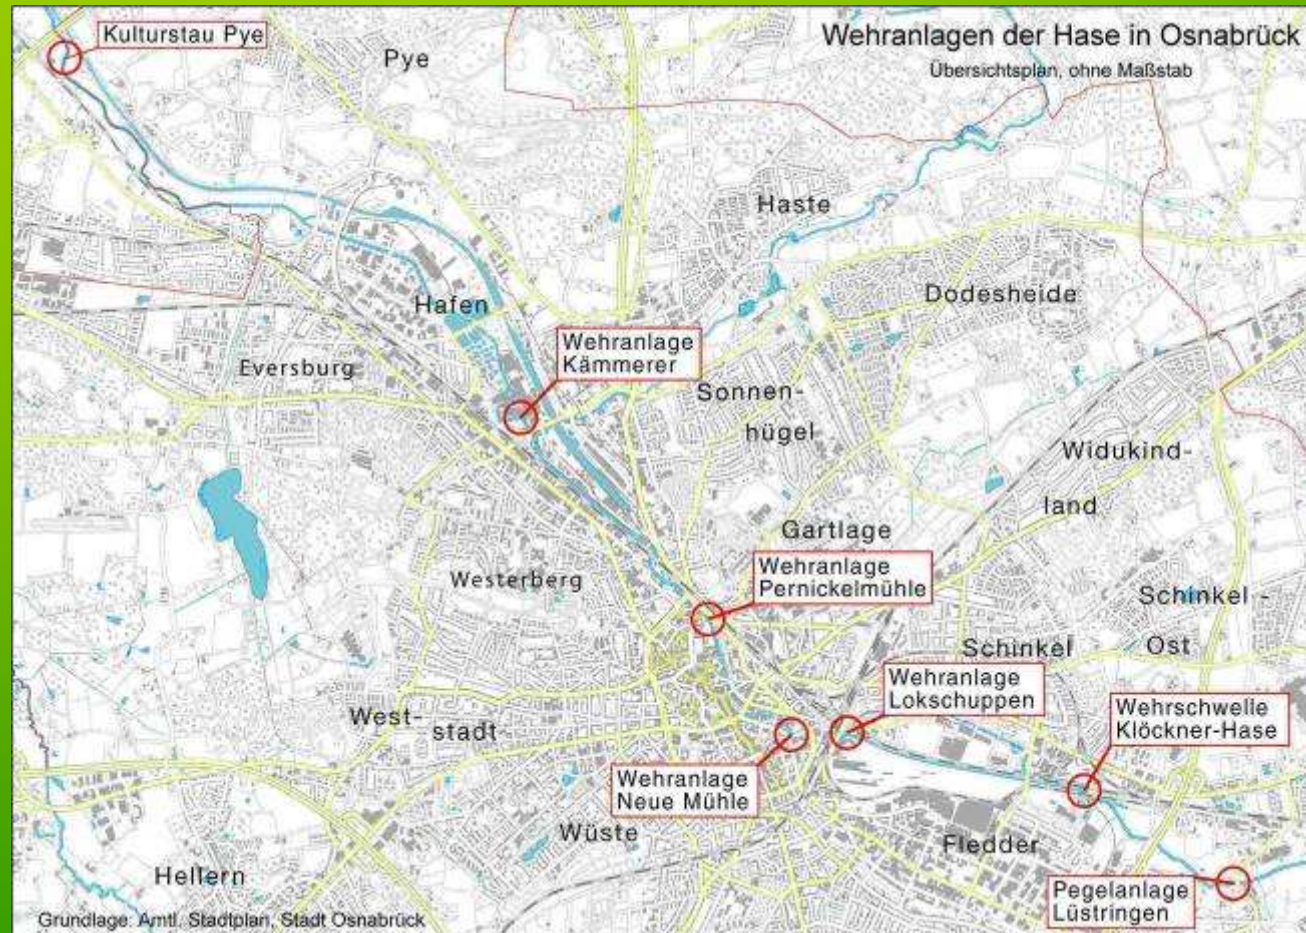 Wehranlagen der Hase in Osnabrück
Übersichtsplan, ohne Maßstab
Kulturstau Pye
Pye
Haste
Dodesheide
Hafen
Wehranlage
Kämmerer
Eversburg
Sonnen-
hügel
Widukind-
land
Gartlage
Wehranlage
Pernickelmühle
Westerberg
Schinkel -
Ost
Schinkel
Wehranlage
Lokschuppen
Wehrschwelle
Klöckner-Hase
West-
stadt
Wehranlage
Neue Mühle
Wüste
Fledder
Hellern
Pegelanlage
Lüstringen
Grundlage: Amtl. Stadtplan, Stadt Osnabrück